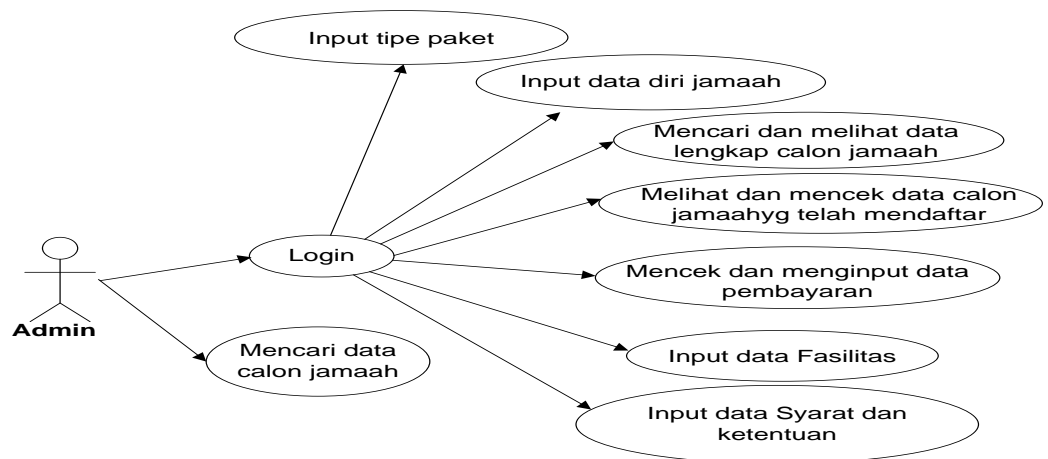 Input tipe paket
Input data diri jamaah
Mencari dan melihat data
lengkap calon jamaah
Melihat dan mencek data calon
jamaahyg telah mendaftar
Login
Mencek dan menginput data
pembayaran
Admin
Mencari data
calon jamaah
Input data Fasilitas
Input data Syarat dan
ketentuan